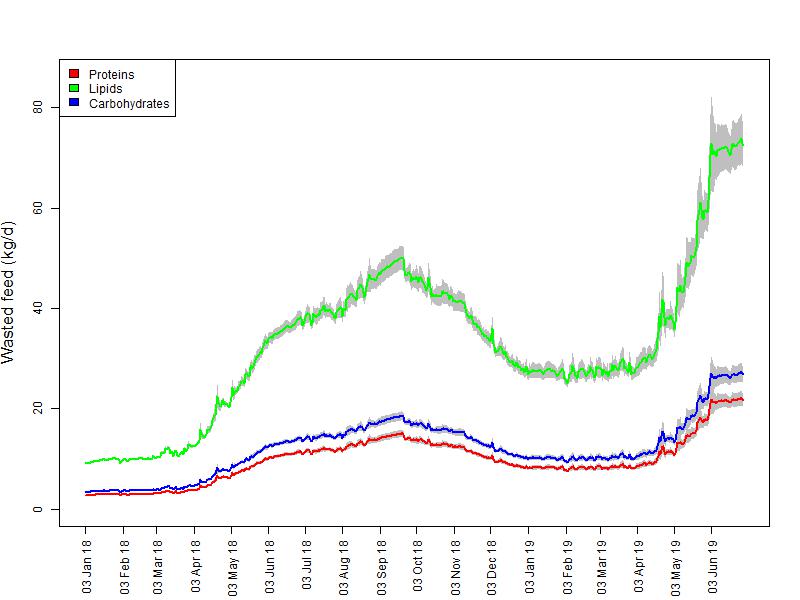 Proteins
Lipids
Carbohydrates
Wasted feed (kg/d)
80
60
40
20
0
03 Jan 18
03 Feb 18
03 Mar 18
03 Apr 18
03 May 18
03 Jun 18
03 Jul 18
03 Aug 18
03 Sep 18
03 Oct 18
03 Nov 18
03 Dec 18
03 Jan 19
03 Feb 19
03 Mar 19
03 Apr 19
03 May 19
03 Jun 19